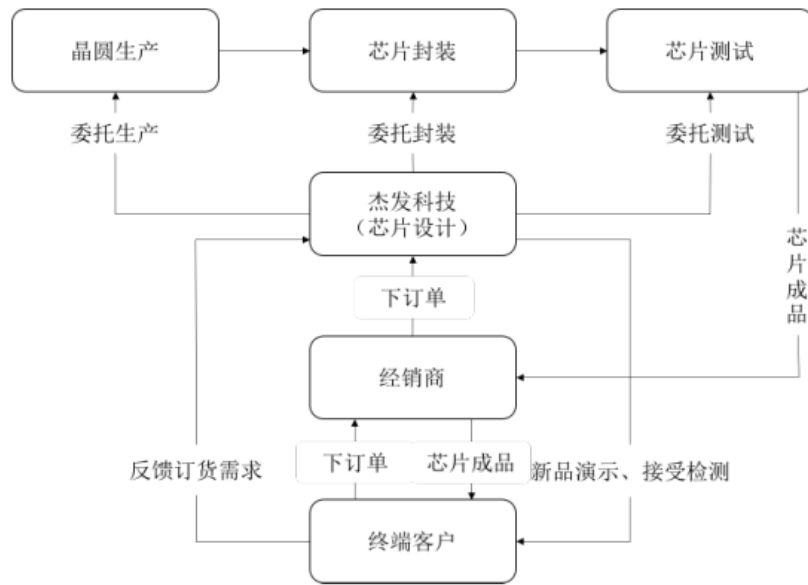 晶圆生产
芯片封装
芯片测试
委托生产
委托封装
委托测试
杰发科技
（芯片设计）
芯
片
成
品
下订单
经销商
反馈订货需求
下订单
芯片成品
新品演示、接受检测
终端客户